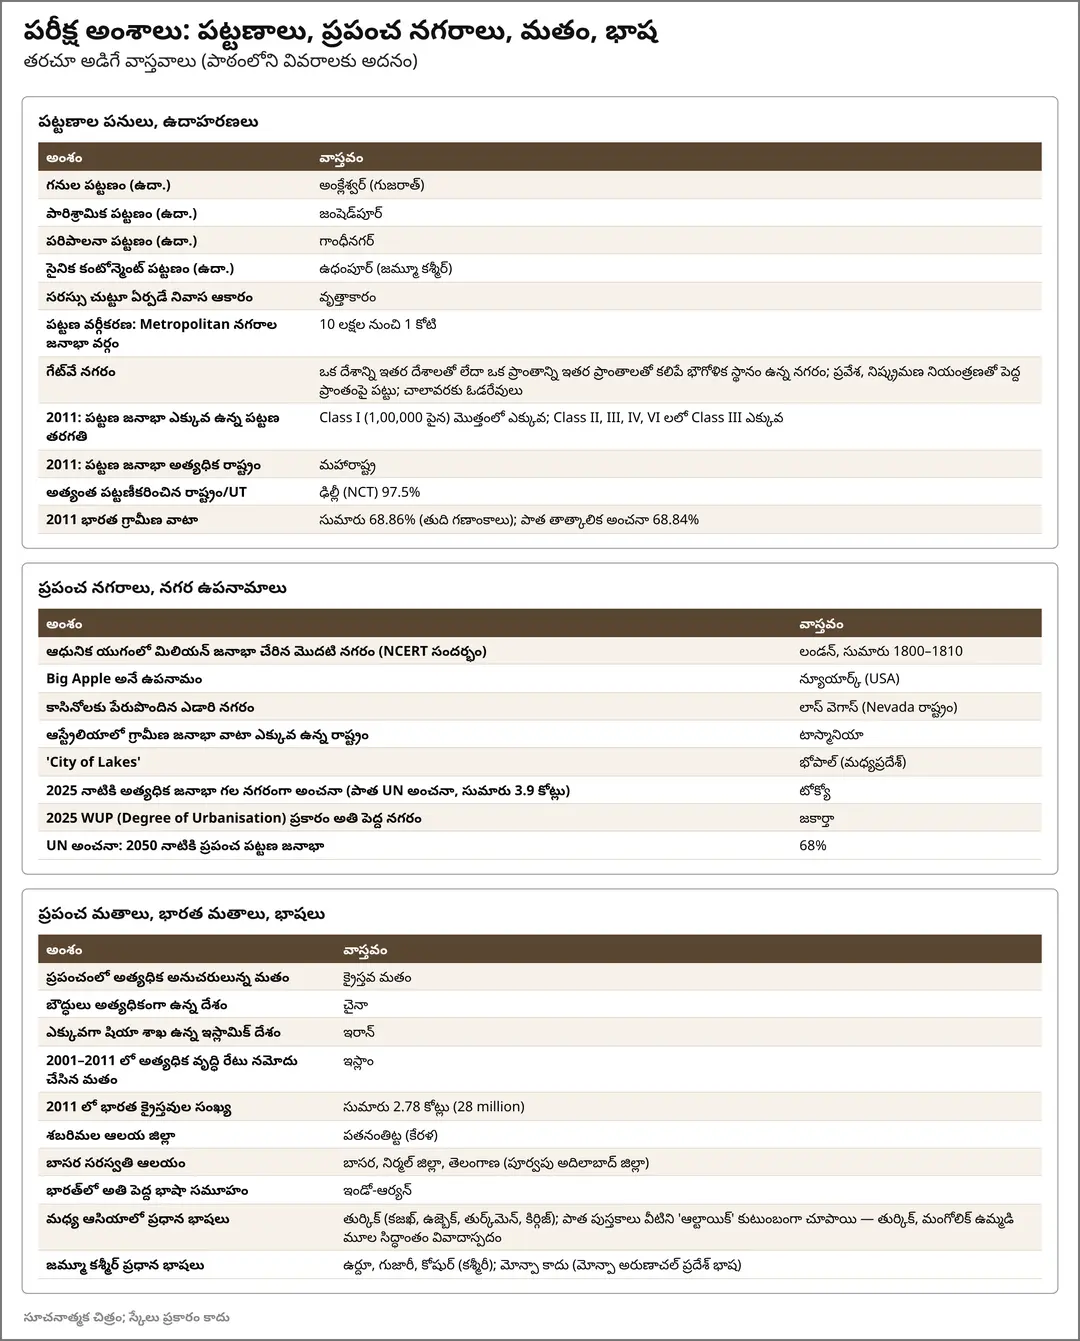 పరీక్ష అంశాలు: పట్టణాలు, ప్రపంచ నగరాలు, మతం, భాష
తరచూ అడిగే వాస్తవాలు (పాఠంలోని వివరాలకు అదనం)
పట్టణాల పనులు, ఉదాహరణలు
అంశం వాస్తవం
గనుల పట్టణం (ఉదా.) అంక్లేశ్వర్ (గుజరాత్)
పారిశ్రామిక పట్టణం (ఉదా.) జంషెడ్‌పూర్
పరిపాలనా పట్టణం (ఉదా.) గాంధీనగర్
సైనిక కంటోన్మెంట్ పట్టణం (ఉదా.) ఉధంపూర్ (జమ్మూ కశ్మీర్)
సరస్సు చుట్టూ ఏర్పడే నివాస ఆకారం వృత్తాకారం
పట్టణ వర్గీకరణ: Metropolitan నగరాల 10 లక్షల నుంచి 1 కోటి
జనాభా వర్గం
గేట్‌వే నగరం ఒక దేశాన్ని ఇతర దేశాలతో లేదా ఒక ప్రాంతాన్ని ఇతర ప్రాంతాలతో కలిపే భౌగోళిక స్థానం ఉన్న నగరం; ప్రవేశ, నిష్క్రమణ నియంత్రణతో పెద్ద
ప్రాంతంపై పట్టు; చాలావరకు ఓడరేవులు
2011: పట్టణ జనాభా ఎక్కువ ఉన్న పట్టణ Class I (1,00,000 పైన) మొత్తంలో ఎక్కువ; Class II, III, IV, VI లలో Class III ఎక్కువ
తరగతి
2011: పట్టణ జనాభా అత్యధిక రాష్ట్రం మహారాష్ట్ర
అత్యంత పట్టణీకరించిన రాష్ట్రం/UT ఢిల్లీ (NCT) 97.5%
2011 భారత గ్రామీణ వాటా సుమారు 68.86% (తుది గణాంకాలు); పాత తాత్కాలిక అంచనా 68.84%
ప్రపంచ నగరాలు, నగర ఉపనామాలు
అంశం వాస్తవం
ఆధునిక యుగంలో మిలియన్ జనాభా చేరిన మొదటి నగరం (NCERT సందర్భం) లండన్, సుమారు 1800–1810
Big Apple అనే ఉపనామం న్యూయార్క్ (USA)
కాసినోలకు పేరుపొందిన ఎడారి నగరం లాస్ వెగాస్ (Nevada రాష్ట్రం)
ఆస్ట్రేలియాలో గ్రామీణ జనాభా వాటా ఎక్కువ ఉన్న రాష్ట్రం టాస్మానియా
'City of Lakes' భోపాల్ (మధ్యప్రదేశ్)
2025 నాటికి అత్యధిక జనాభా గల నగరంగా అంచనా (పాత UN అంచనా, సుమారు 3.9 కోట్లు) టోక్యో
2025 WUP (Degree of Urbanisation) ప్రకారం అతి పెద్ద నగరం జకార్తా
UN అంచనా: 2050 నాటికి ప్రపంచ పట్టణ జనాభా 68%
ప్రపంచ మతాలు, భారత మతాలు, భాషలు
అంశం వాస్తవం
ప్రపంచంలో అత్యధిక అనుచరులున్న మతం క్రైస్తవ మతం
బౌద్ధులు అత్యధికంగా ఉన్న దేశం చైనా
ఎక్కువగా షియా శాఖ ఉన్న ఇస్లామిక్ దేశం ఇరాన్
2001–2011 లో అత్యధిక వృద్ధి రేటు నమోదు ఇస్లాం
చేసిన మతం
2011 లో భారత క్రైస్తవుల సంఖ్య సుమారు 2.78 కోట్లు (28 million)
శబరిమల ఆలయ జిల్లా పతనంతిట్ట (కేరళ)
బాసర సరస్వతి ఆలయం బాసర, నిర్మల్ జిల్లా, తెలంగాణ (పూర్వపు అదిలాబాద్ జిల్లా)
భారత్‌లో అతి పెద్ద భాషా సమూహం ఇండో-ఆర్యన్
మధ్య ఆసియాలో ప్రధాన భాషలు తుర్కిక్ (కజఖ్, ఉజ్బెక్, తుర్క్‌మెన్, కిర్గిజ్); పాత పుస్తకాలు వీటిని 'ఆల్టాయిక్' కుటుంబంగా చూపాయి — తుర్కిక్, మంగోలిక్ ఉమ్మడి
మూల సిద్ధాంతం వివాదాస్పదం
జమ్మూ కశ్మీర్ ప్రధాన భాషలు ఉర్దూ, గుజారీ, కోషుర్ (కశ్మీరీ); మోన్పా కాదు (మోన్పా అరుణాచల్ ప్రదేశ్ భాష)
సూచనాత్మక చిత్రం; స్కేలు ప్రకారం కాదు